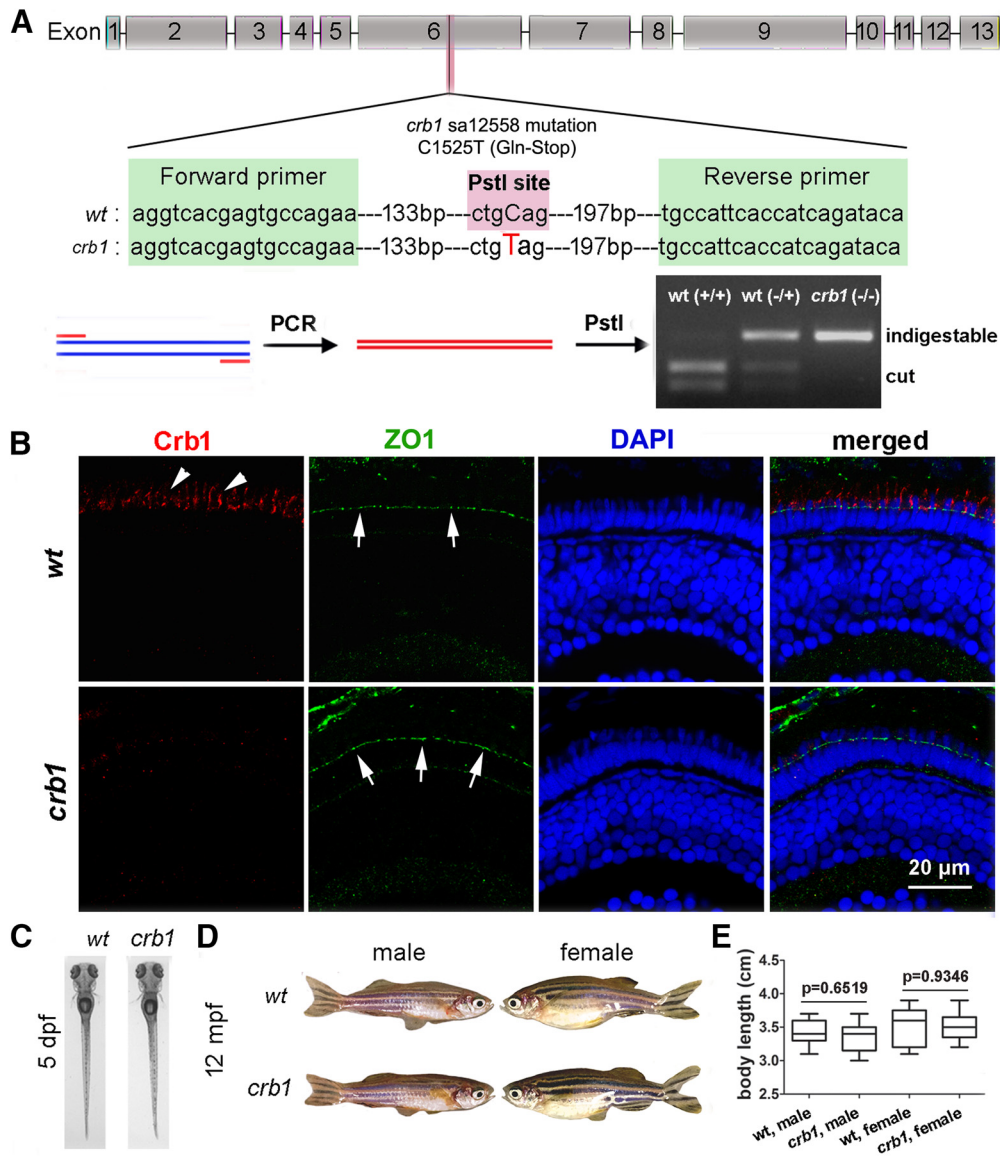 A
Exon 1 2 3 4 5 6 7 8 9 10 11 12 13
crb1 sa12558 mutation
C1525T (Gln-Stop)
Forward primer PstI site Reverse primer
wt : aggtcacgagtgccagaa---133bp---ctgCag---197bp---tgccattcaccatcagataca
crb1 : aggtcacgagtgccagaa---133bp---ctgTag---197bp---tgccattcaccatcagataca
PCR PstI
wt (+/+) wt (-/+) crb1 (-/-)
indigestable
cut
B
Crb1 ZO1 DAPI merged
wt
crb1
20 µm
C
wt crb1
5 dpf
D
male female
12 mpf
wt
crb1
E
body length (cm)
4.5
4.0
3.5
3.0
2.5
p=0.6519 p=0.9346
wt, male
crb1, male
wt, female
crb1, female